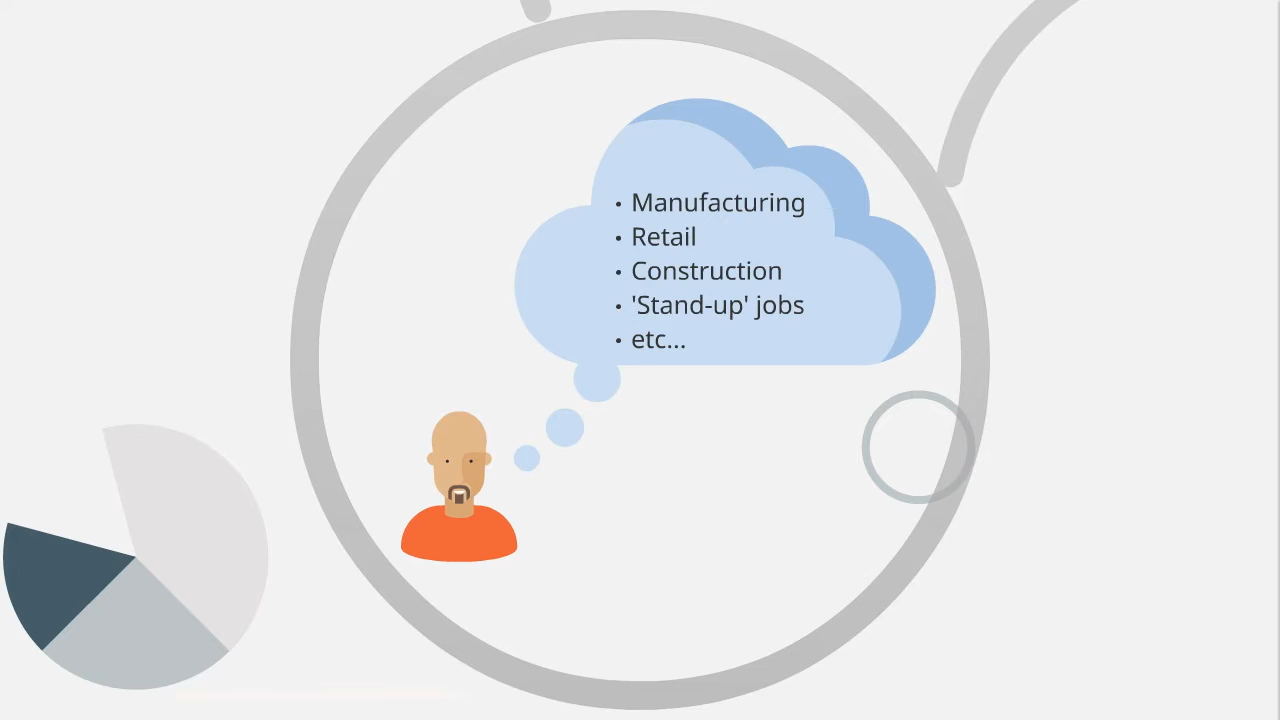 • Manufacturing
• Retail
• Construction
• 'Stand-up' jobs
• etc...